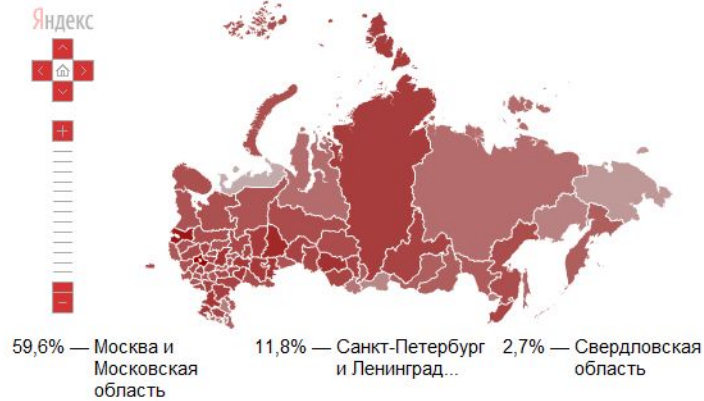 Яндекс
59,6% — Москва и
Московская
область
11,8% — Санкт-Петербург
и Ленинград...
2,7% — Свердловская
область